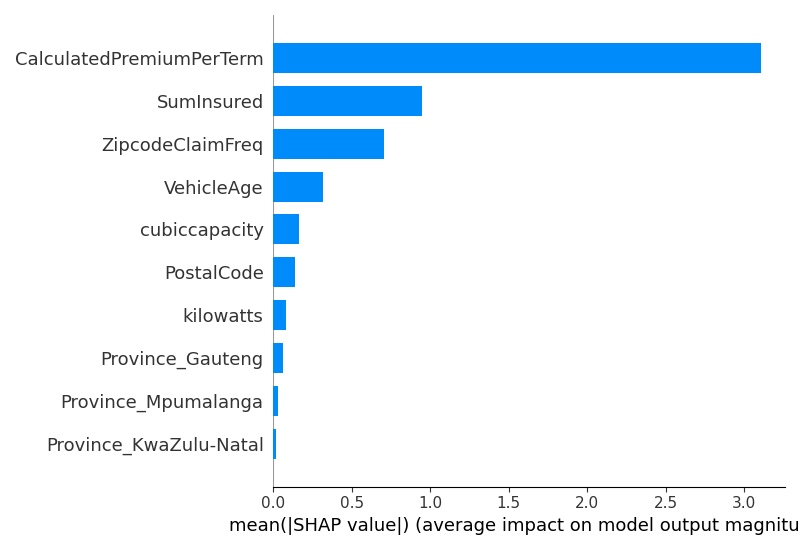 CalculatedPremiumPerTerm
SumInsured
ZipcodeClaimFreq
VehicleAge
cubiccapacity
PostalCode
kilowatts
Province_Gauteng
Province_Mpumalanga
Province_KwaZulu-Natal
0.0 0.5 1.0 1.5 2.0 2.5 3.0
mean(|SHAP value|) (average impact on model output magnitu